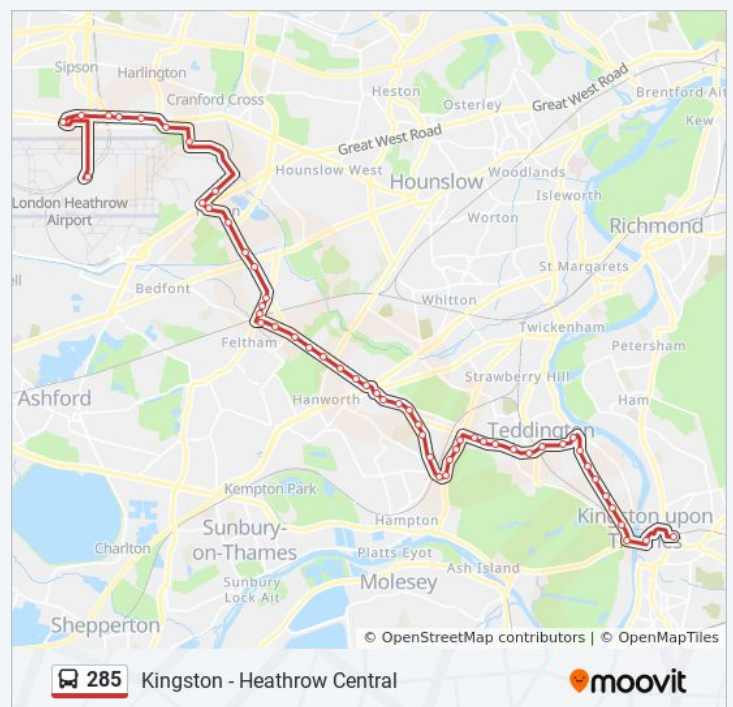 Sipson
Harlington
Cranford Cross
Heston
Osterley
Great West Road
Brentford Ait
Kew
Great West Road
Hounslow West
Woodlands
Hounslow
Isleworth
London Heathrow
Airport
Worton
Richmond
St Margarets
Bedfont
Whitton
Twickenham
Feltham
Petersham
Strawberry Hill
Ashford
Hanworth
Ham
Teddington
Kempton Park
Hampton
Kingston upon
Thames
Sunbury-
on-Thames
Charlton
Platts Eyot
Ash Island
Sunbury
Lock Ait
Molesey
Shepperton
© OpenStreetMap contributors | © OpenMapTiles
285 Kingston - Heathrow Central
moovit